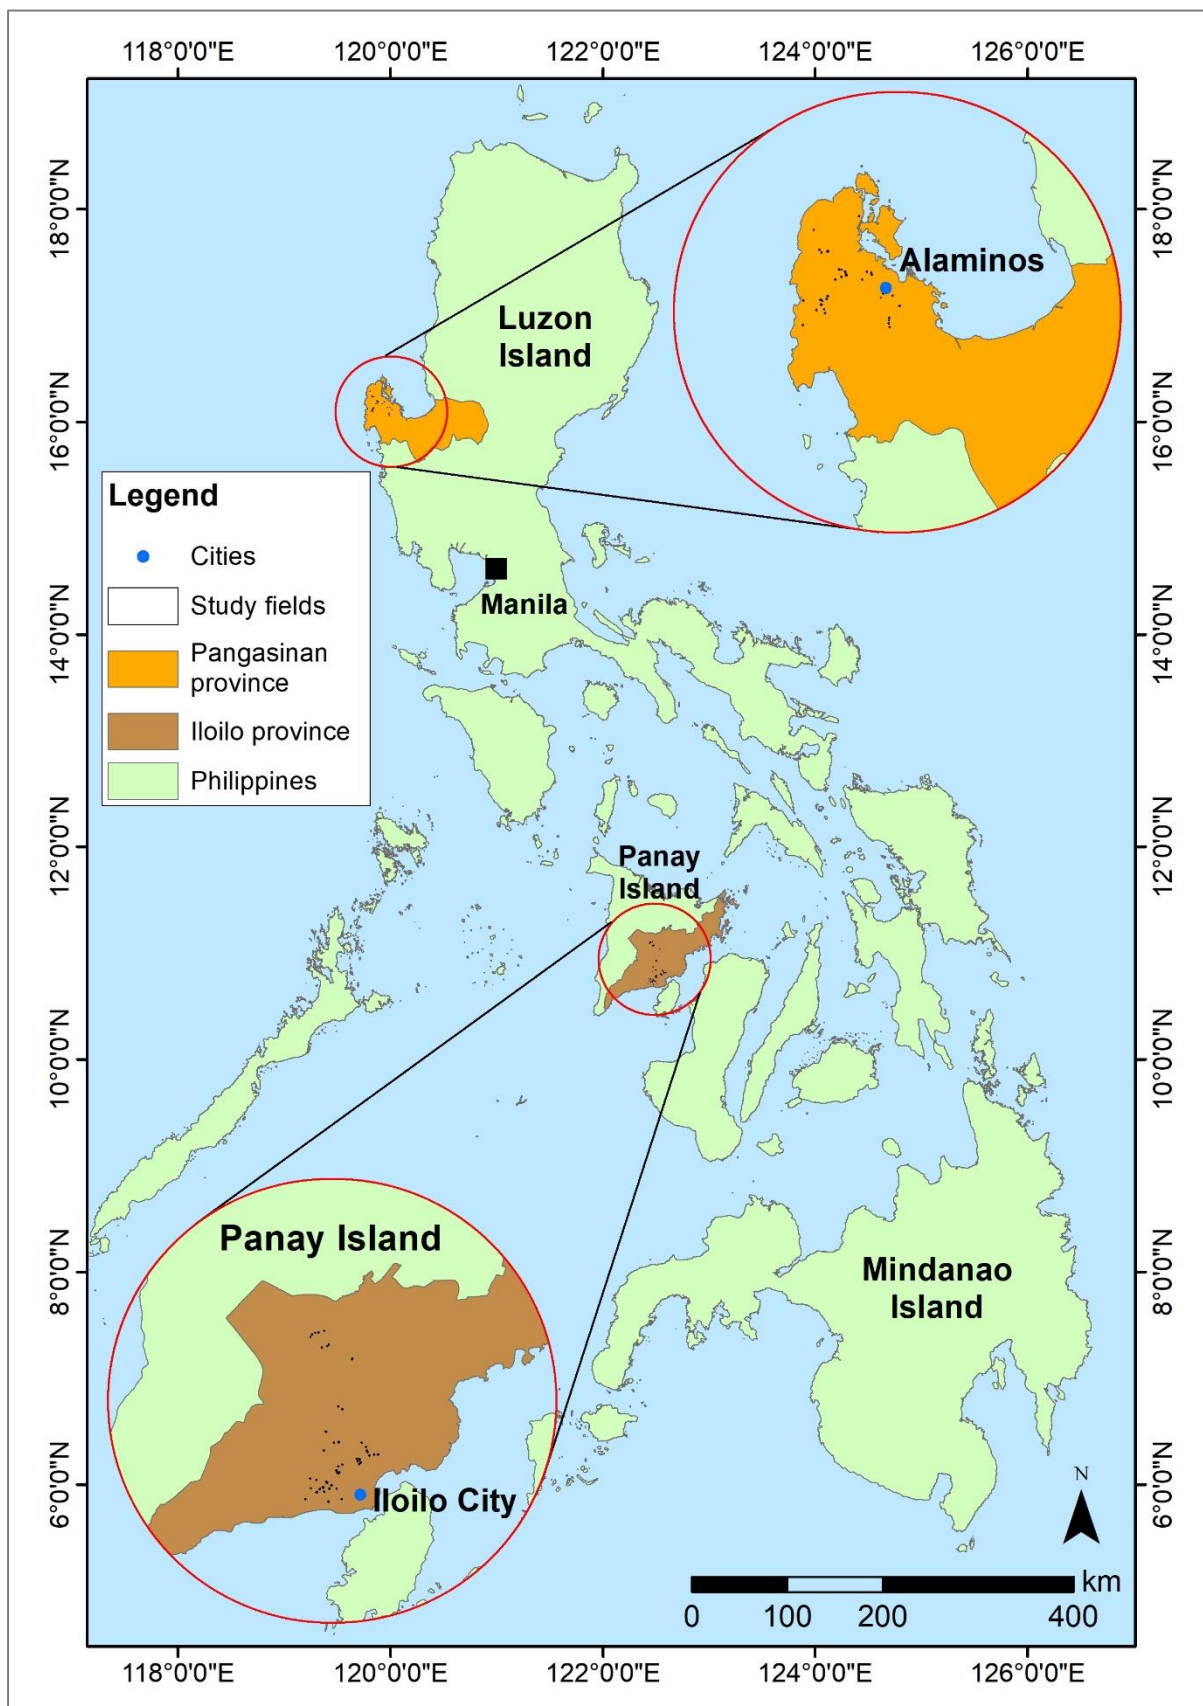 118°0'0"E
120°0'0"E
122°0'0"E
124°0'0"E
126°0'0"E
18°0'0"N
18°0'0"N
Alaminos
Luzon
Island
16°0'0"N
16°0'0"N
Legend
Cities
Study fields
Pangasinan
province
Iloilo province
Philippines
Manila
14°0'0"N
14°0'0"N
12°0'0"N
12°0'0"N
Panay
Island
10°0'0"N
10°0'0"N
Panay Island
8°0'0"N
8°0'0"N
Mindanao
Island
Iloilo City
6°0'0"N
6°0'0"N
N
km
0
100
200
400
118°0'0"E
120°0'0"E
122°0'0"E
124°0'0"E
126°0'0"E